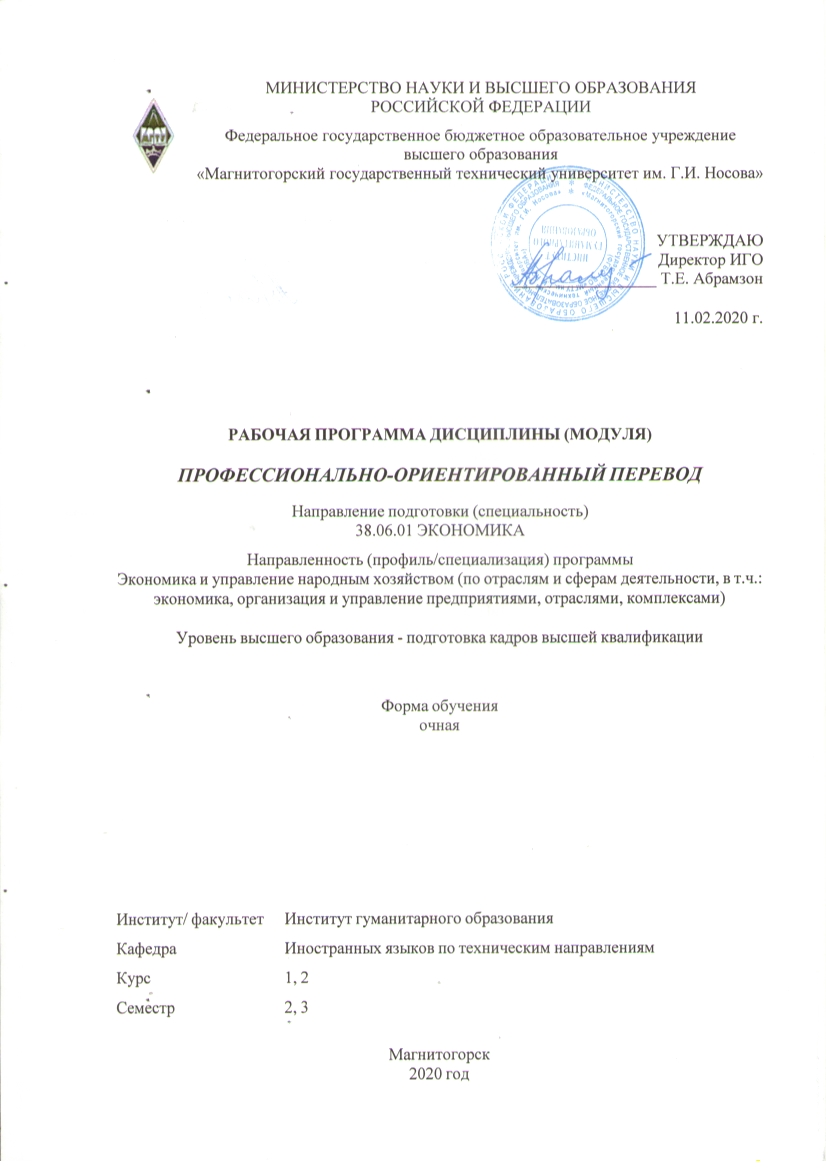 МИНИСТЕРСТВО НАУКИ И ВЫСШЕГО ОБРАЗОВАНИЯ
РОССИЙСКОЙ ФЕДЕРАЦИИ
Федеральное государственное бюджетное образовательное учреждение
высшего образования
«Магнитогорский государственный технический университет им. Г.И. Носова»
УТВЕРЖДАЮ
Директор ИГО
Т.Е. Абрамзон
11.02.2020 г.
РАБОЧАЯ ПРОГРАММА ДИСЦИПЛИНЫ (МОДУЛЯ)
ПРОФЕССИОНАЛЬНО-ОРИЕНТИРОВАННЫЙ ПЕРЕВОД
Направление подготовки (специальность)
38.06.01 ЭКОНОМИКА
Направленность (профиль/специализация) программы
Экономика и управление народным хозяйством (по отраслям и сферам деятельности, в т.ч.:
экономика, организация и управление предприятиями, отраслями, комплексами)
Уровень высшего образования - подготовка кадров высшей квалификации
Форма обучения
очная
Институт/ факультет Институт гуманитарного образования
Кафедра Иностранных языков по техническим направлениям
Курс 1, 2
Семестр 2, 3
Магнитогорск
2020 год